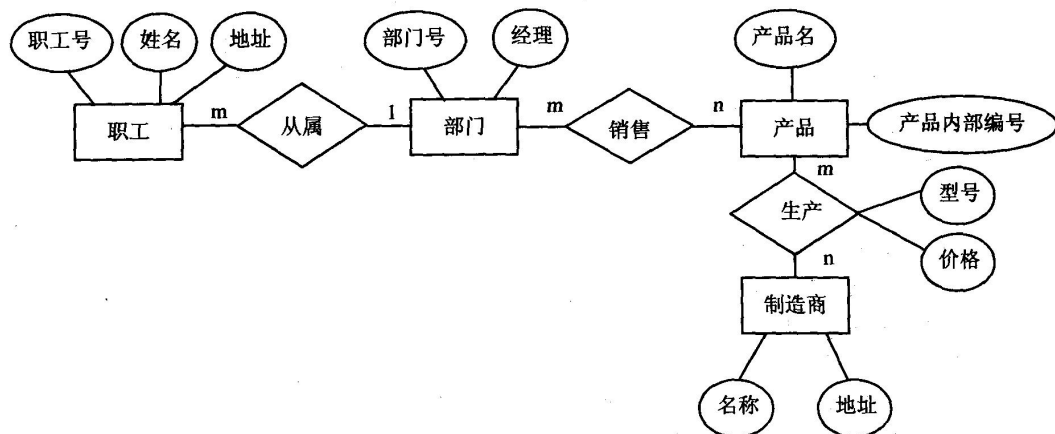 职工号 姓名 地址 部门号 经理 产品名
职工 m 从属 1 部门 m 销售 n 产品 产品内部编号
m
生产 型号
价格
n
制造商
名称 地址